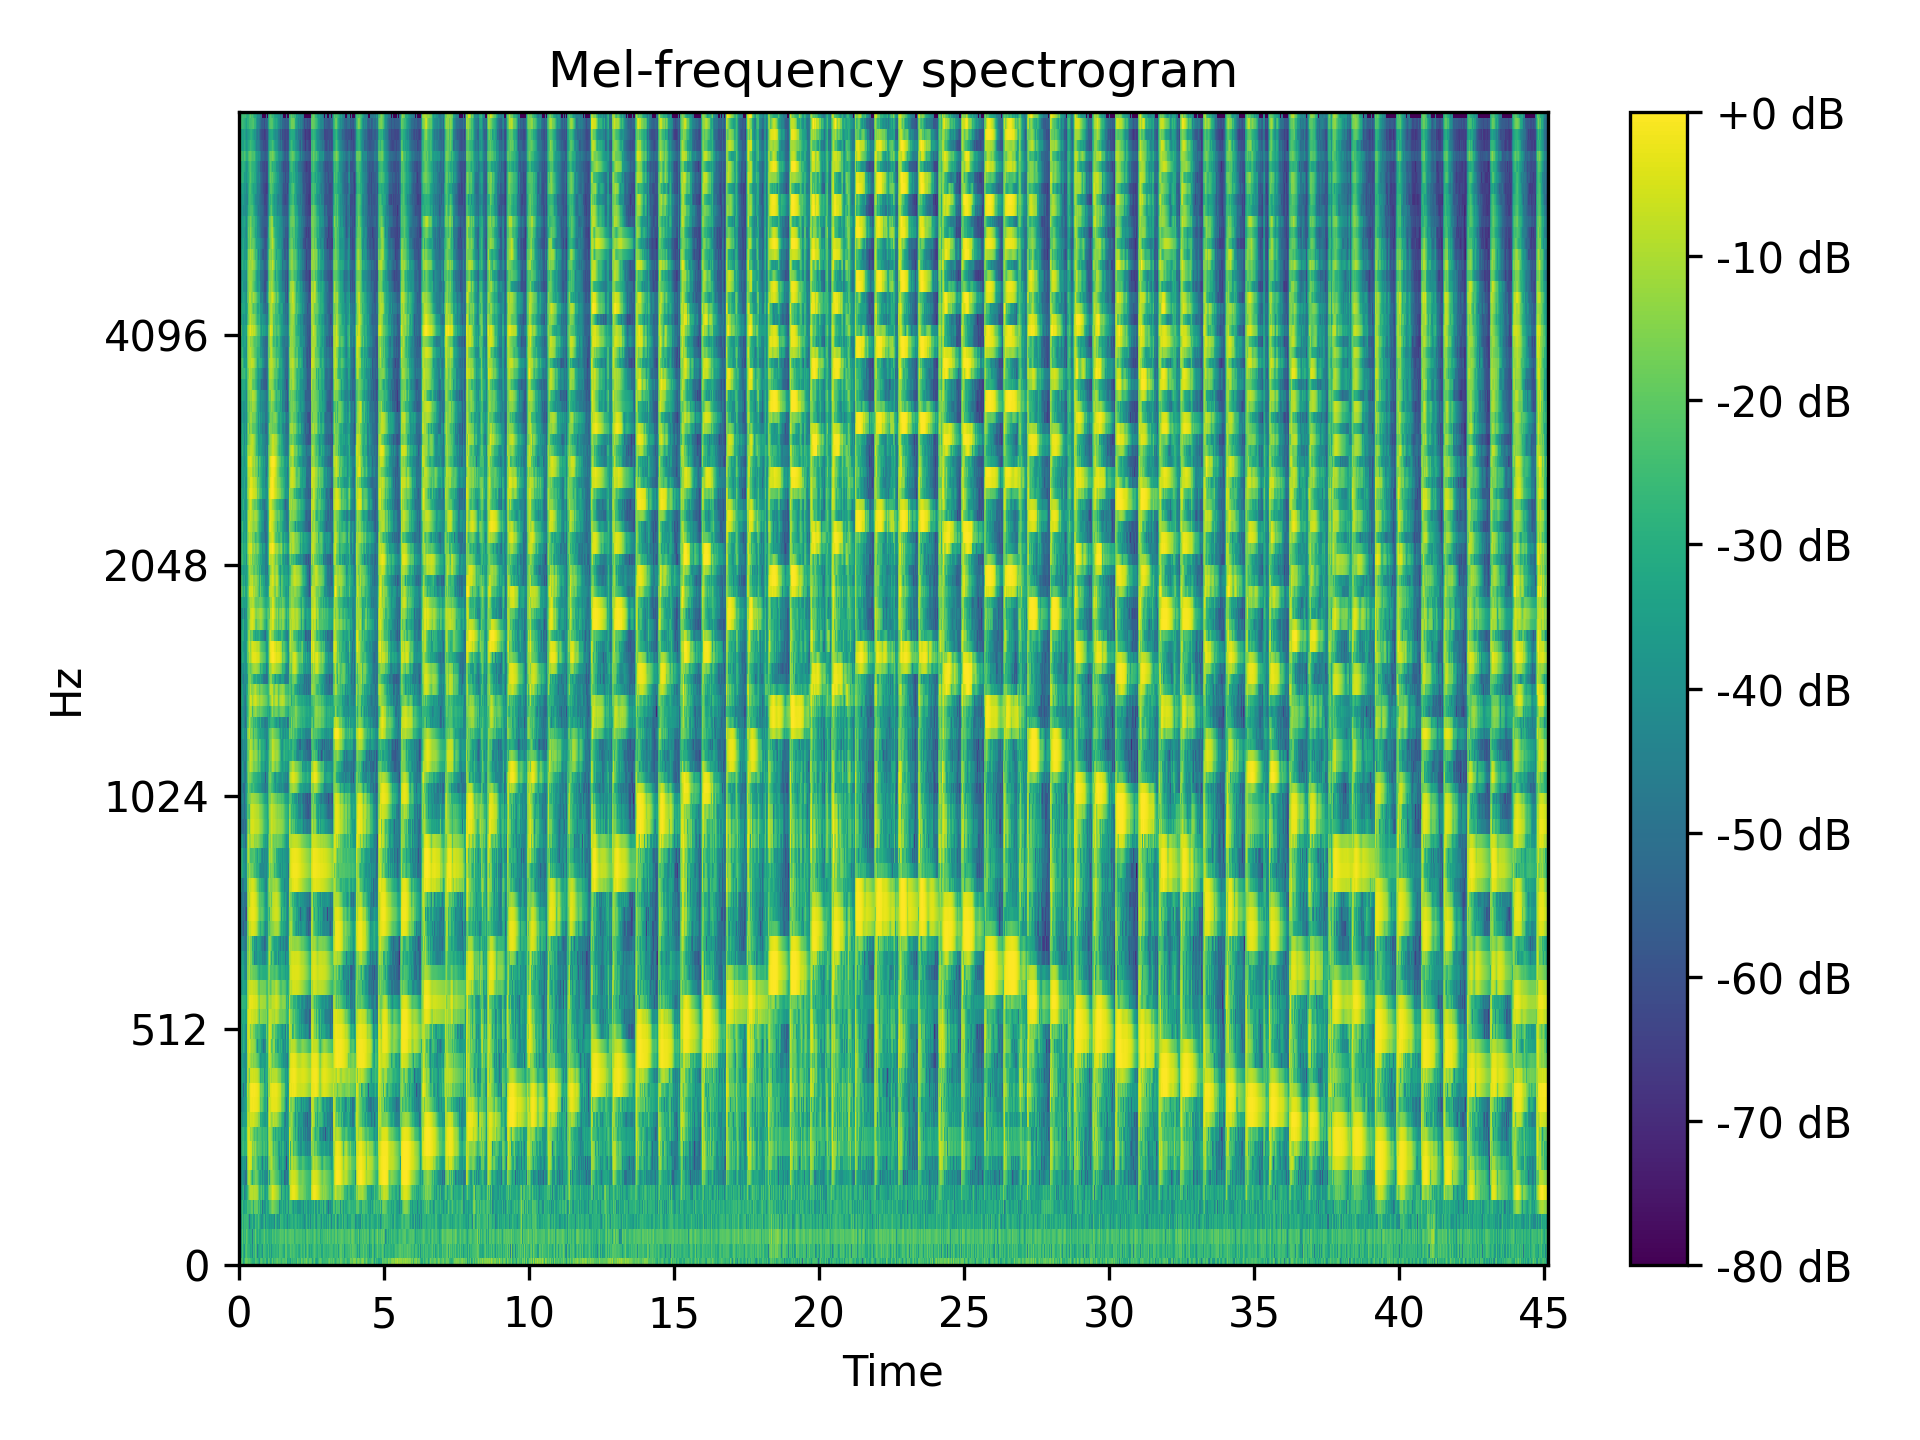 Mel-frequency spectrogram
+0 dB
-10 dB
4096
-20 dB
-30 dB
2048
Hz
-40 dB
1024
-50 dB
-60 dB
512
-70 dB
0
-80 dB
0 5 10 15 20 25 30 35 40 45
Time